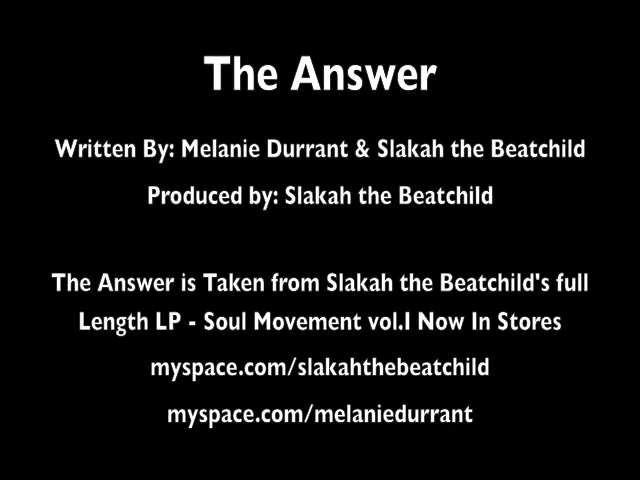 The Answer
Written By: Melanie Durrant & Slakah the Beatchild
Produced by: Slakah the Beatchild
The Answer is Taken from Slakah the Beatchild's full
Length LP - Soul Movement vol.1 Now In Stores
myspace.com/slakahthebeatchild
myspace.com/melaniedurrant